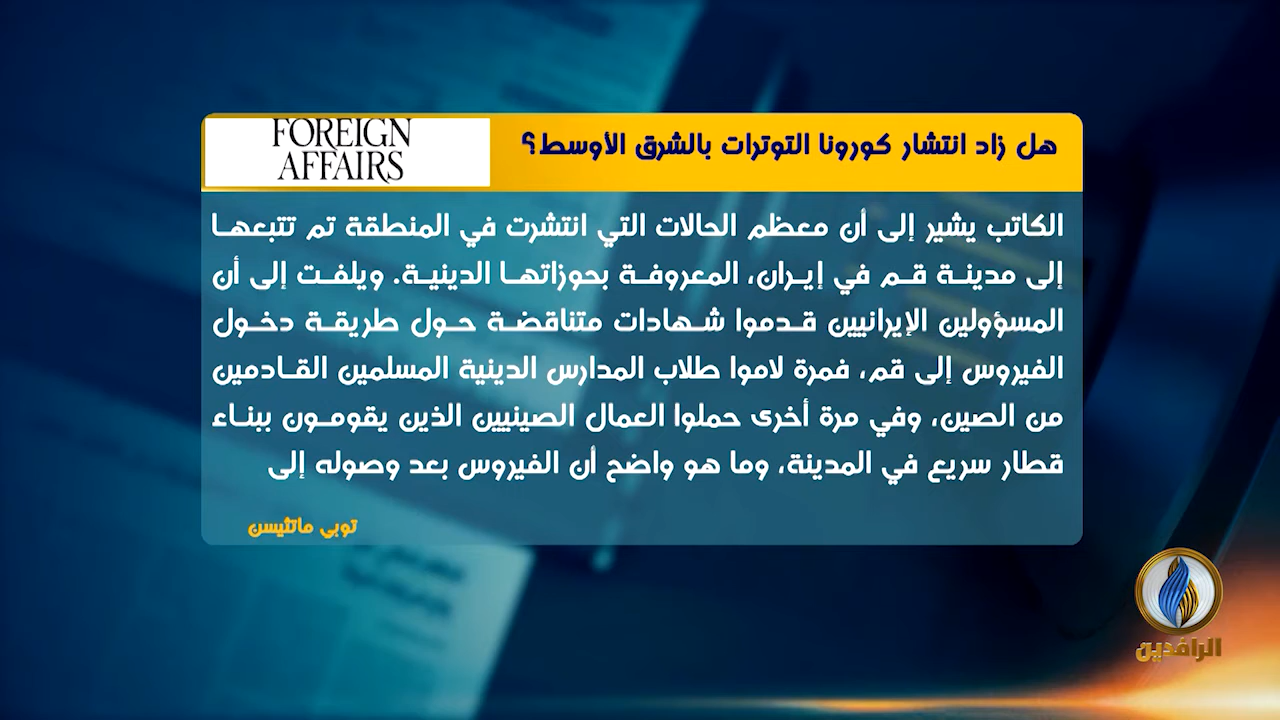 هل زاد انتشار كورونا التوترات بالشرق الأوسط؟
FOREIGN
AFFAIRS
الكاتب يشير إلى أن معظم الحالات التي انتشرت في المنطقة تم تتبعها
إلى مدينة قم في إيران، المعروفة بحوزاتها الدينية. ويلفت إلى أن
المسؤولين الإيرانيين قدموا شهادات متناقضة حول طريقة دخول
الفيروس إلى قم، فمرة لاموا طلاب المدارس الدينية المسلمين القادمين
من الصين، وفي مرة أخرى حملوا العمال الصينيين الذين يقومون ببناء
قطار سريع في المدينة، وما هو واضح أن الفيروس بعد وصوله إلى
توبي ماتثيسن
الرافدين